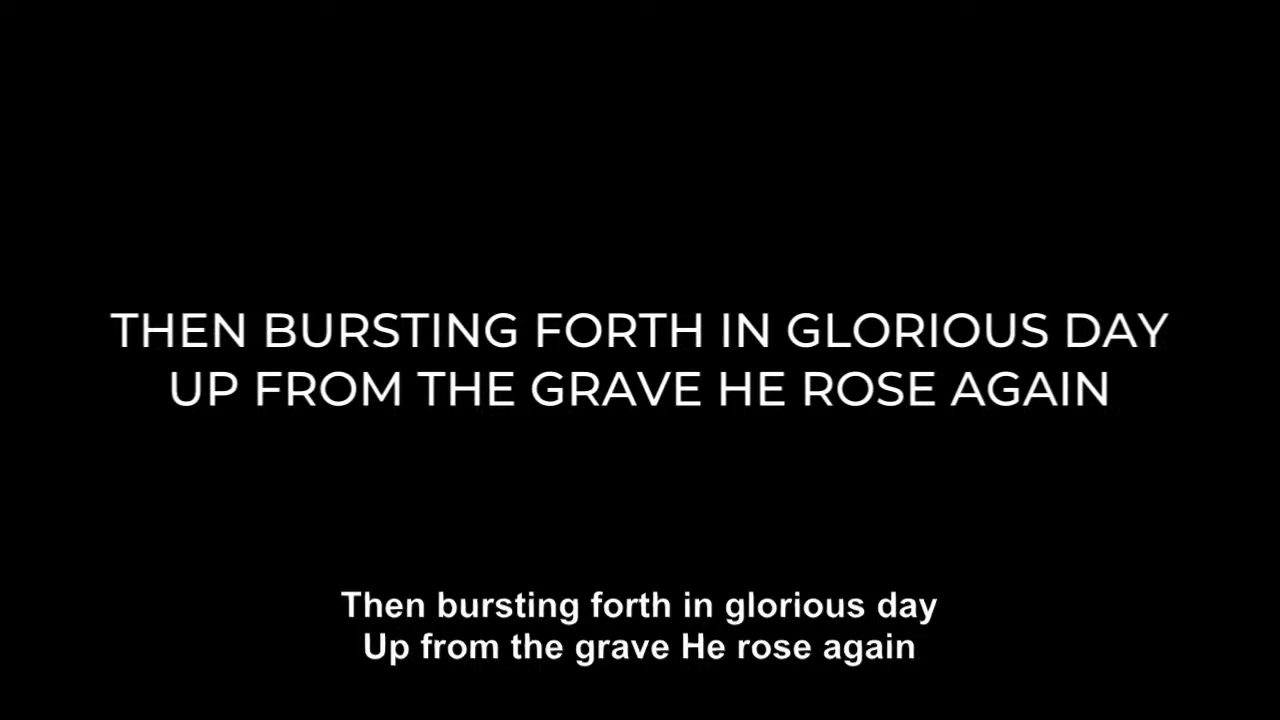 THEN BURSTING FORTH IN GLORIOUS DAY
UP FROM THE GRAVE HE ROSE AGAIN
Then bursting forth in glorious day
Up from the grave He rose again